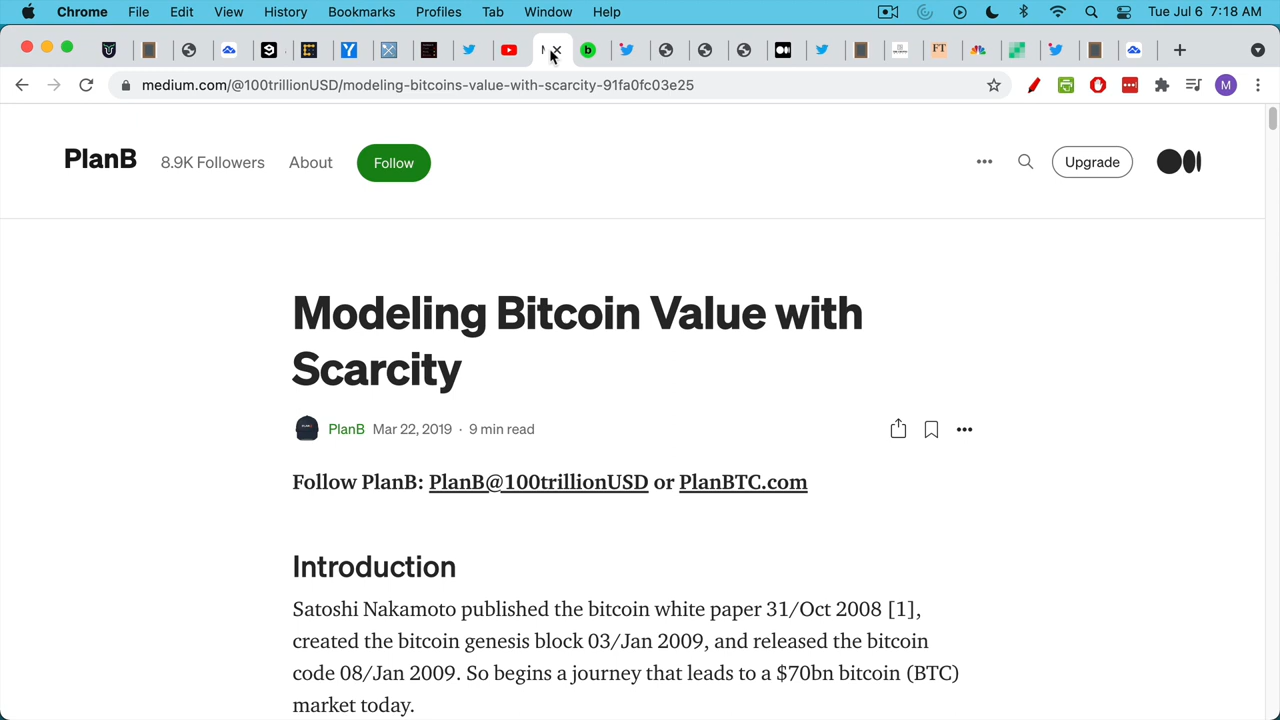 Chrome File Edit View History Bookmarks Profiles Tab Window Help Tue Jul 6 7:18 AM
Y b FT
medium.com/@100trillionUSD/modeling-bitcoins-value-with-scarcity-91fa0fc03e25 M
PlanB 8.9K Followers About Follow Upgrade
Modeling Bitcoin Value with
Scarcity
PlanB Mar 22, 2019 · 9 min read
Follow PlanB: PlanB@100trillionUSD or PlanBTC.com
Introduction
Satoshi Nakamoto published the bitcoin white paper 31/Oct 2008 [1],
created the bitcoin genesis block 03/Jan 2009, and released the bitcoin
code 08/Jan 2009. So begins a journey that leads to a $70bn bitcoin (BTC)
market today.